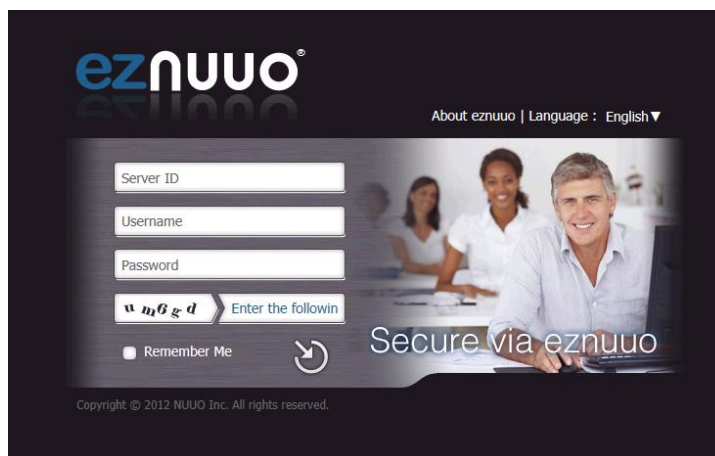 eznuuo®
About eznuuo | Language : English▼
Server ID
Username
Password
u m6 g d Enter the followin
Remember Me
Secure via eznuuo
Copyright © 2012 NUUO Inc. All rights reserved.